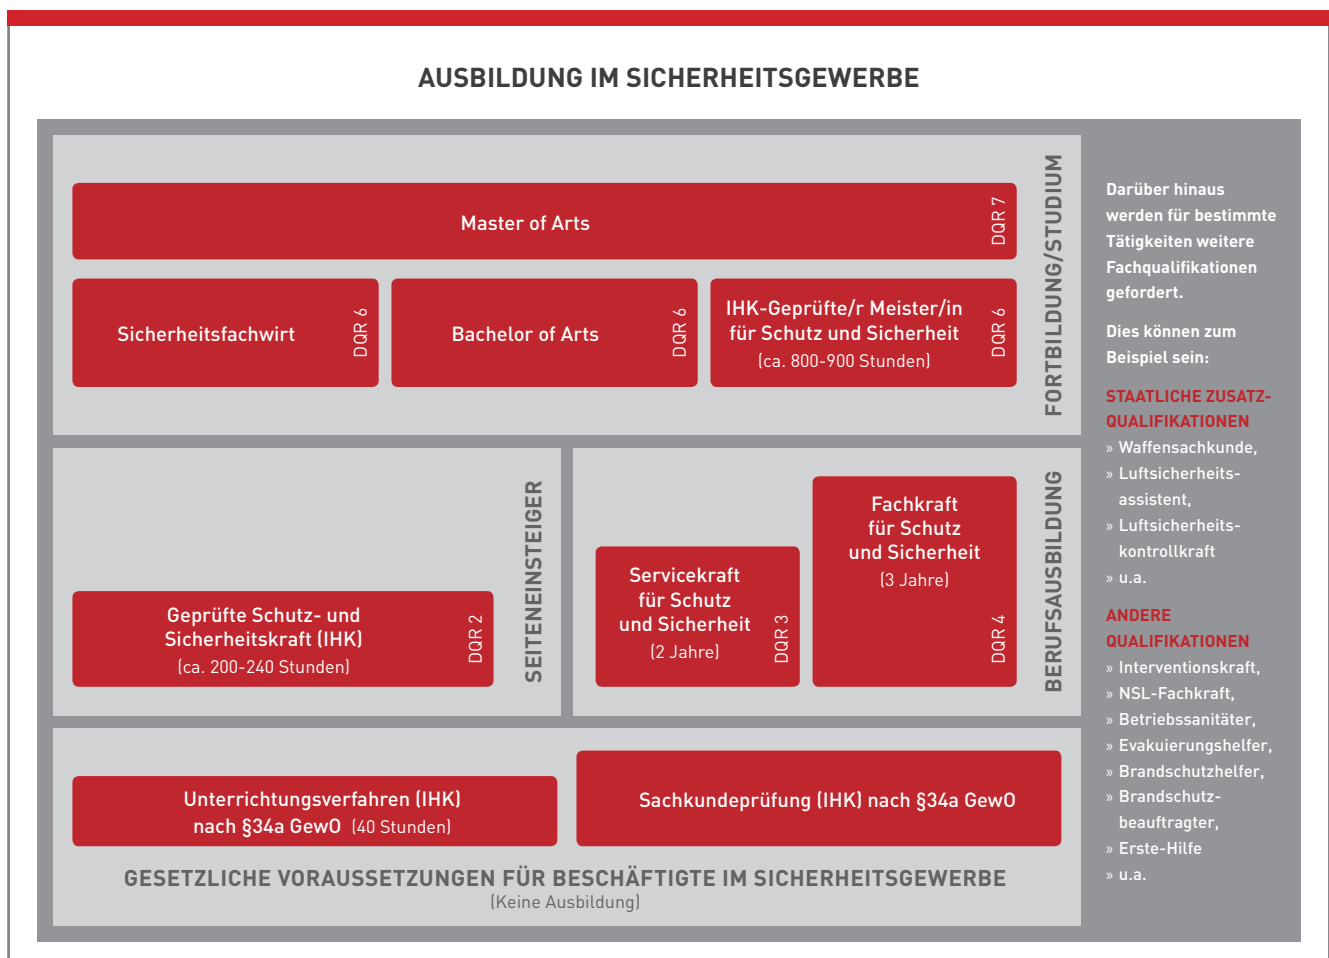 AUSBILDUNG IM SICHERHEITSGEWERBE
Master of Arts
DQR 7
Sicherheitsfachwirt
DQR 6
Bachelor of Arts
DQR 6
IHK-Geprüfte/r Meister/in
für Schutz und Sicherheit
(ca. 800-900 Stunden)
DQR 6
FORTBILDUNG/STUDIUM
Geprüfte Schutz- und
Sicherheitskraft (IHK)
(ca. 200-240 Stunden)
DQR 2
SEITENEINSTEIGER
Servicekraft
für Schutz
und Sicherheit
(2 Jahre)
DQR 3
Fachkraft
für Schutz
und Sicherheit
(3 Jahre)
DQR 4
BERUFSAUSBILDUNG
Unterrichtungsverfahren (IHK)
nach §34a GewO (40 Stunden)
Sachkundeprüfung (IHK) nach §34a GewO
GESETZLICHE VORAUSSETZUNGEN FÜR BESCHÄFTIGTE IM SICHERHEITSGEWERBE
(Keine Ausbildung)
Darüber hinaus
werden für bestimmte
Tätigkeiten weitere
Fachqualifikationen
gefordert.
Dies können zum
Beispiel sein:
STAATLICHE ZUSATZ-
QUALIFIKATIONEN
» Waffensachkunde,
» Luftsicherheits-
assistent,
» Luftsicherheits-
kontrollkraft
» u.a.
ANDERE
QUALIFIKATIONEN
» Interventionskraft,
» NSL-Fachkraft,
» Betriebssanitäter,
» Evakuierungshelfer,
» Brandschutzhelfer,
» Brandschutz-
beauftragter,
» Erste-Hilfe
» u.a.